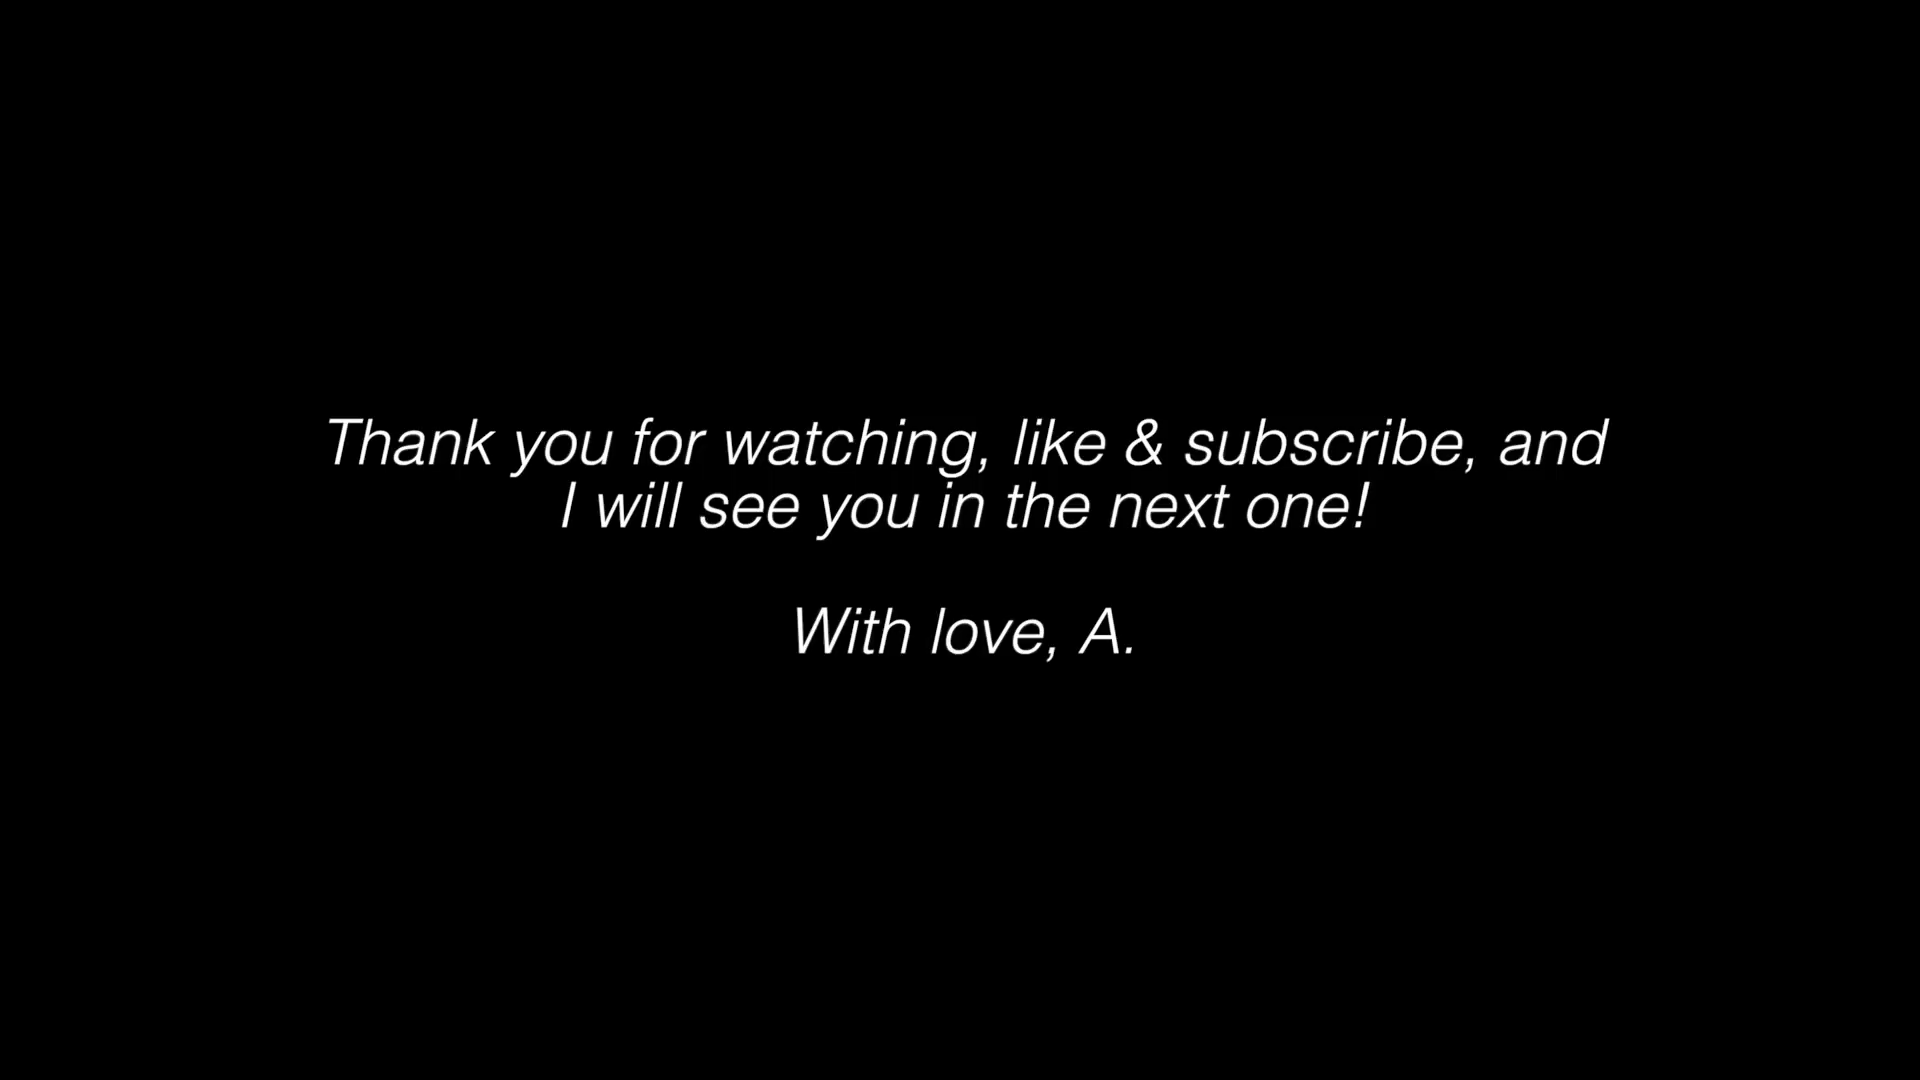 Thank you for watching, like & subscribe, and
I will see you in the next one!
With love, A.